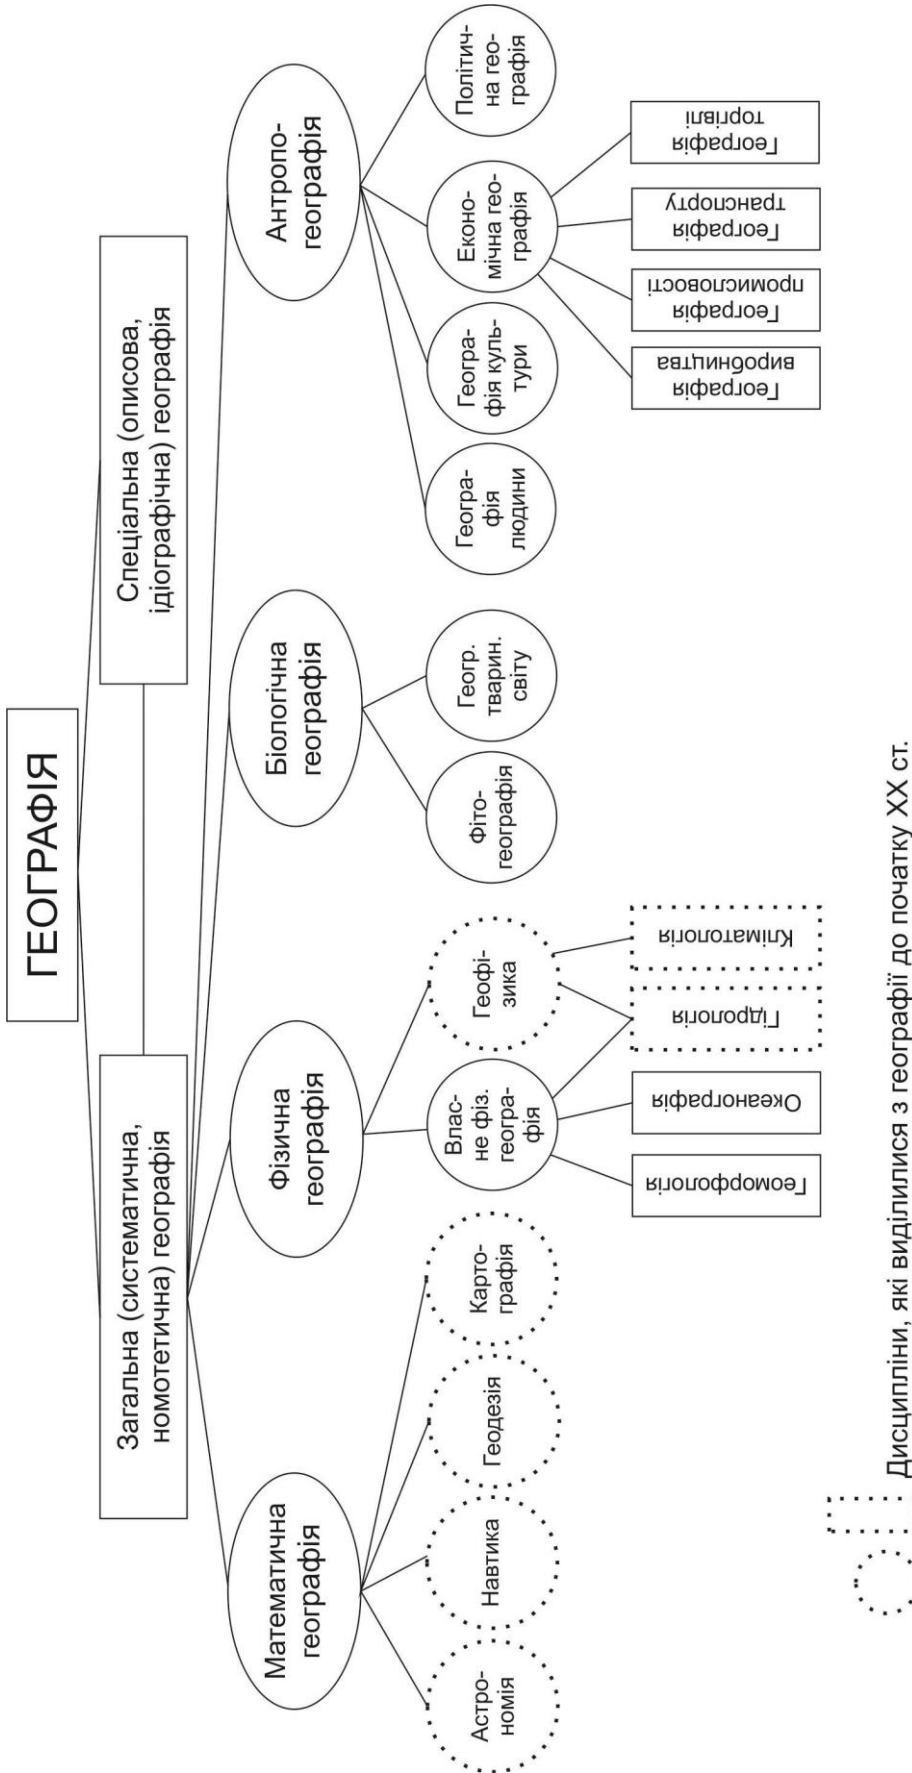 ГЕОГРАФІЯ
Загальна (систематична,
номотетична) географія
Спеціальна (описова,
ідіографічна) географія
Математична
географія
Фізична
географія
Біологічна
географія
Антропо-
географія
Астро-
номія
Навтика
Геодезія
Карто-
графія
Влас-
не фіз.
геогра-
фія
Геофі-
зика
Фіто-
географія
Геогр.
тварин.
світу
Геогра-
фія
людини
Геогра-
фія куль-
тури
Еконо-
мічна гео-
графія
Політич-
на гео-
графія
Геоморфологія
Океанографія
Гідрологія
Кліматологія
Географія
виробництва
Географія
промисловості
Географія
транспорту
Географія
торгівлі
Дисципліни, які виділилися з географії до початку XX ст.